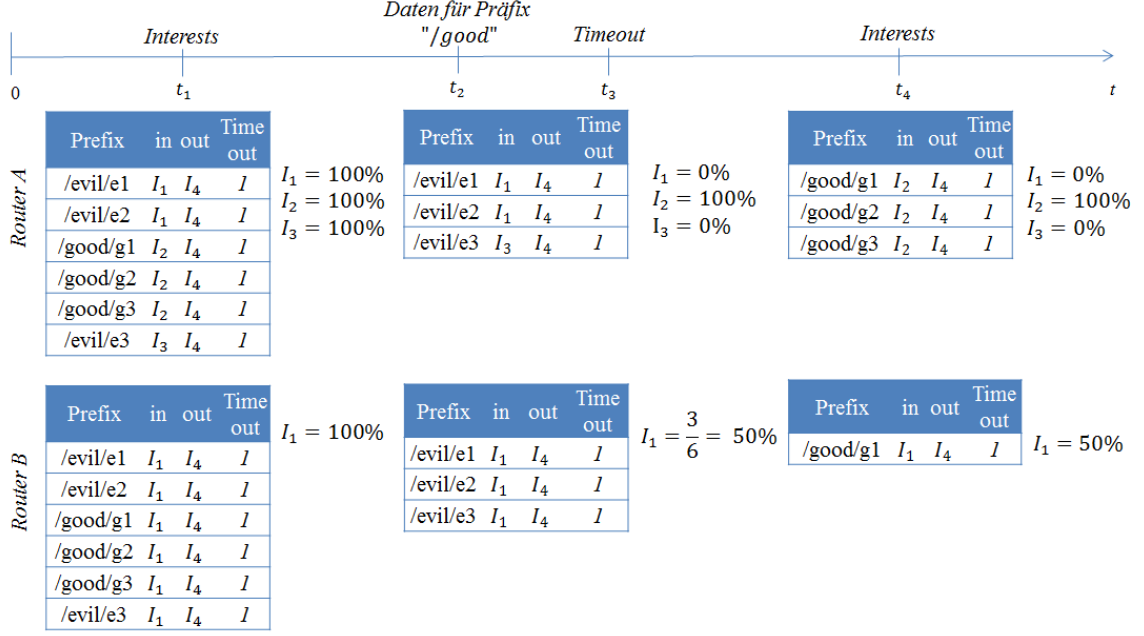 Daten für Präfix
Interests "/good" Timeout Interests
0 t₁ t₂ t₃ t₄ t
Router A
Prefix in out Time out
/evil/e1 I₁ I₄ 1
/evil/e2 I₁ I₄ 1
/good/g1 I₂ I₄ 1
/good/g2 I₂ I₄ 1
/good/g3 I₂ I₄ 1
/evil/e3 I₃ I₄ 1
I₁ = 100%
I₂ = 100%
I₃ = 100%
Prefix in out Time out
/evil/e1 I₁ I₄ 1
/evil/e2 I₁ I₄ 1
/evil/e3 I₃ I₄ 1
I₁ = 0%
I₂ = 100%
I₃ = 0%
Prefix in out Time out
/good/g1 I₂ I₄ 1
/good/g2 I₂ I₄ 1
/good/g3 I₂ I₄ 1
I₁ = 0%
I₂ = 100%
I₃ = 0%
Router B
Prefix in out Time out
/evil/e1 I₁ I₄ 1
/evil/e2 I₁ I₄ 1
/good/g1 I₁ I₄ 1
/good/g2 I₁ I₄ 1
/good/g3 I₁ I₄ 1
/evil/e3 I₁ I₄ 1
I₁ = 100%
Prefix in out Time out
/evil/e1 I₁ I₄ 1
/evil/e2 I₁ I₄ 1
/evil/e3 I₁ I₄ 1
I₁ = 3/6 = 50%
Prefix in out Time out
/good/g1 I₁ I₄ 1
I₁ = 50%